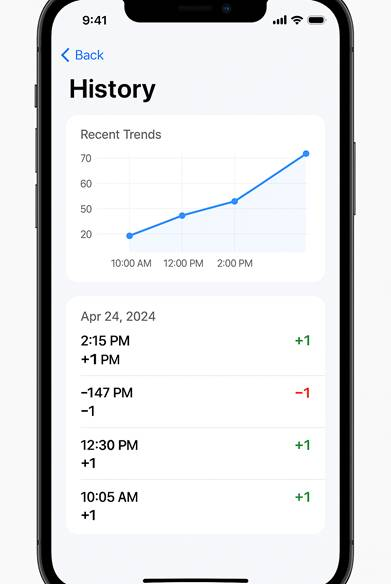 9:41
Back
History
Recent Trends
70
60
50
20
10:00 AM 12:00 PM 2:00 PM
Apr 24, 2024
2:15 PM +1
+1 PM
−147 PM −1
−1
12:30 PM +1
+1
10:05 AM +1
+1